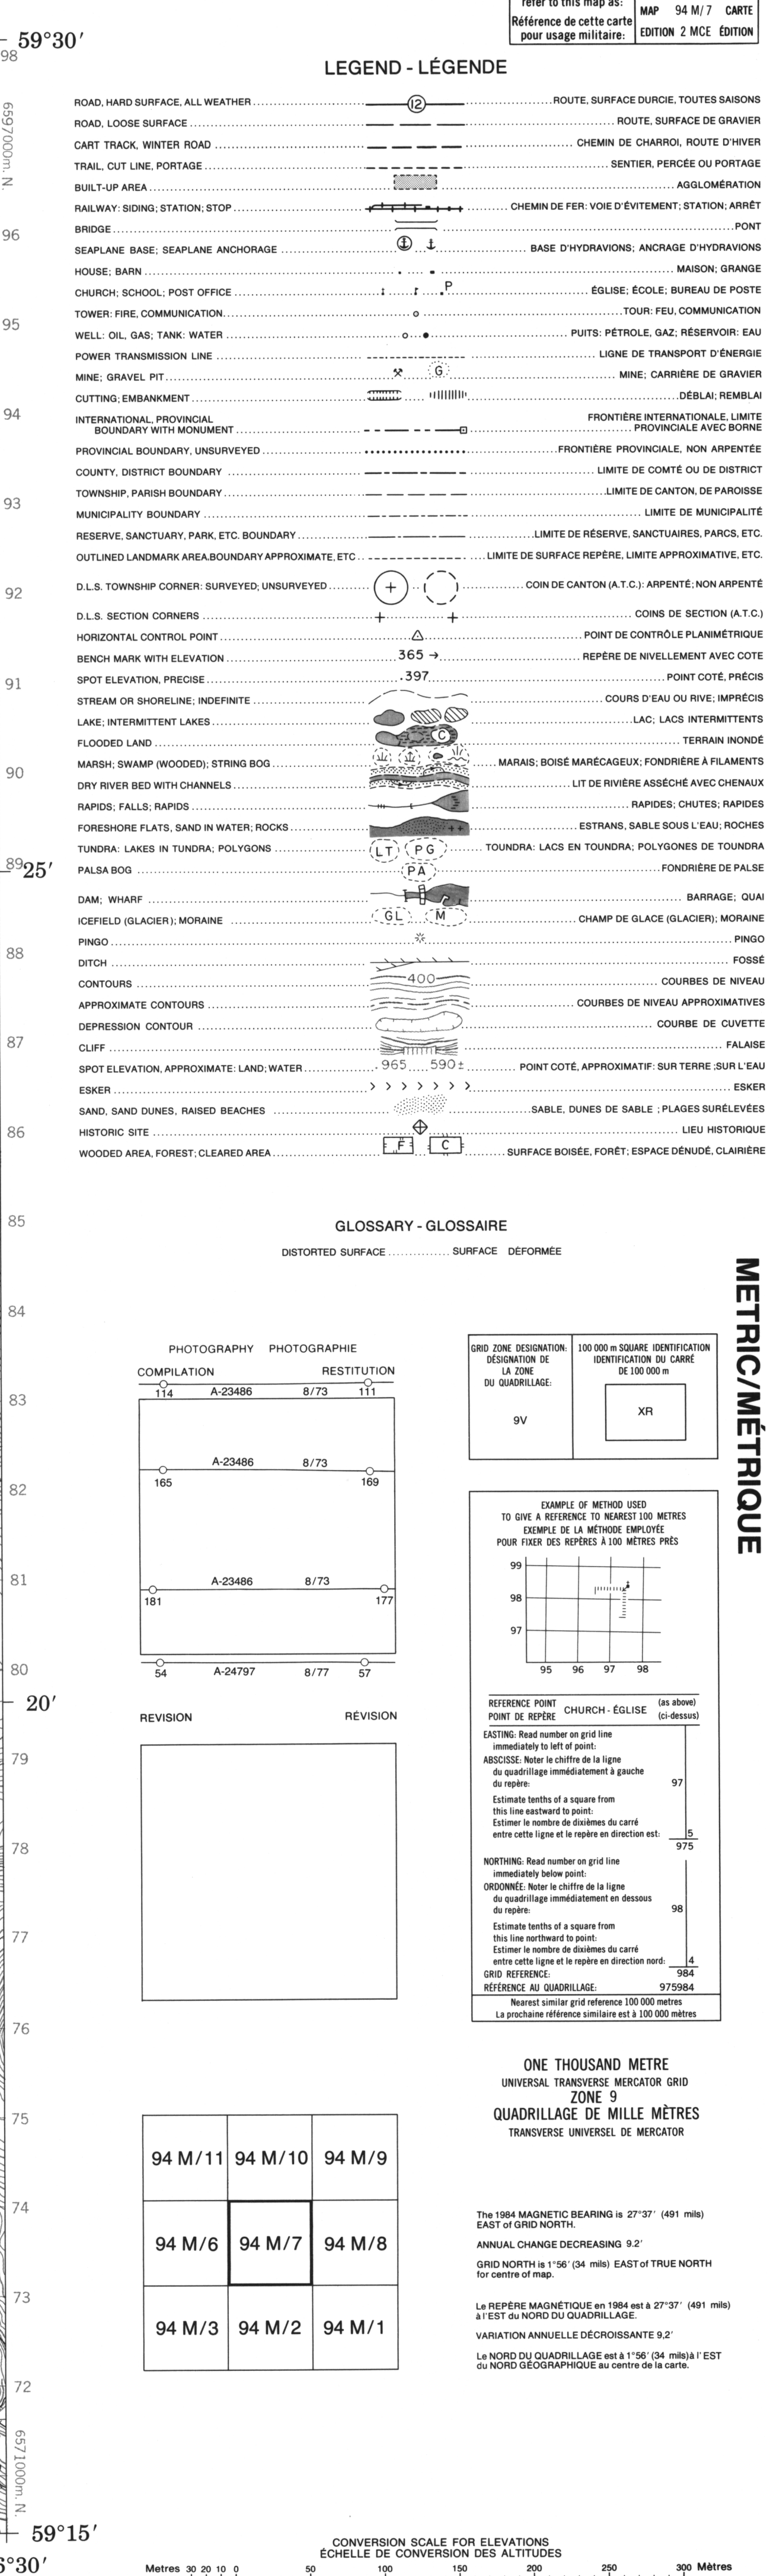 refer to this map as:
Référence de cette carte
pour usage militaire:
MAP 94 M/7 CARTE
EDITION 2 MCE ÉDITION
59°30′
98
6597000m. N.
96
95
94
93
92
91
90
89
25′
88
87
86
85
84
83
82
81
80
20′
79
78
77
76
75
74
73
72
6571000m. N.
59°15′
6°30′
LEGEND - LÉGENDE
ROAD, HARD SURFACE, ALL WEATHER 12 ROUTE, SURFACE DURCIE, TOUTES SAISONS
ROAD, LOOSE SURFACE ROUTE, SURFACE DE GRAVIER
CART TRACK, WINTER ROAD CHEMIN DE CHARROI, ROUTE D'HIVER
TRAIL, CUT LINE, PORTAGE SENTIER, PERCÉE OU PORTAGE
BUILT-UP AREA AGGLOMÉRATION
RAILWAY: SIDING; STATION; STOP CHEMIN DE FER: VOIE D'ÉVITEMENT; STATION; ARRÊT
BRIDGE PONT
SEAPLANE BASE; SEAPLANE ANCHORAGE BASE D'HYDRAVIONS; ANCRAGE D'HYDRAVIONS
HOUSE; BARN MAISON; GRANGE
CHURCH; SCHOOL; POST OFFICE P ÉGLISE; ÉCOLE; BUREAU DE POSTE
TOWER: FIRE, COMMUNICATION TOUR: FEU, COMMUNICATION
WELL: OIL, GAS; TANK: WATER PUITS: PÉTROLE, GAZ; RÉSERVOIR: EAU
POWER TRANSMISSION LINE LIGNE DE TRANSPORT D'ÉNERGIE
MINE; GRAVEL PIT G MINE; CARRIÈRE DE GRAVIER
CUTTING; EMBANKMENT DÉBLAI; REMBLAI
INTERNATIONAL, PROVINCIAL FRONTIÈRE INTERNATIONALE, LIMITE
BOUNDARY WITH MONUMENT PROVINCIALE AVEC BORNE
PROVINCIAL BOUNDARY, UNSURVEYED FRONTIÈRE PROVINCIALE, NON ARPENTÉE
COUNTY, DISTRICT BOUNDARY LIMITE DE COMTÉ OU DE DISTRICT
TOWNSHIP, PARISH BOUNDARY LIMITE DE CANTON, DE PAROISSE
MUNICIPALITY BOUNDARY LIMITE DE MUNICIPALITÉ
RESERVE, SANCTUARY, PARK, ETC. BOUNDARY LIMITE DE RÉSERVE, SANCTUAIRES, PARCS, ETC.
OUTLINED LANDMARK AREA.BOUNDARY APPROXIMATE, ETC LIMITE DE SURFACE REPÈRE, LIMITE APPROXIMATIVE, ETC.
D.L.S. TOWNSHIP CORNER: SURVEYED; UNSURVEYED COIN DE CANTON (A.T.C.): ARPENTÉ; NON ARPENTÉ
D.L.S. SECTION CORNERS COINS DE SECTION (A.T.C.)
HORIZONTAL CONTROL POINT POINT DE CONTRÔLE PLANIMÉTRIQUE
BENCH MARK WITH ELEVATION 365 → REPÈRE DE NIVELLEMENT AVEC COTE
SPOT ELEVATION, PRECISE .397 POINT COTÉ, PRÉCIS
STREAM OR SHORELINE; INDEFINITE COURS D'EAU OU RIVE; IMPRÉCIS
LAKE; INTERMITTENT LAKES LAC; LACS INTERMITTENTS
FLOODED LAND C TERRAIN INONDÉ
MARSH; SWAMP (WOODED); STRING BOG MARAIS; BOISÉ MARÉCAGEUX; FONDRIÈRE À FILAMENTS
DRY RIVER BED WITH CHANNELS LIT DE RIVIÈRE ASSÉCHÉ AVEC CHENAUX
RAPIDS; FALLS; RAPIDS RAPIDES; CHUTES; RAPIDES
FORESHORE FLATS, SAND IN WATER; ROCKS ESTRANS, SABLE SOUS L'EAU; ROCHES
TUNDRA: LAKES IN TUNDRA; POLYGONS LT PG TOUNDRA: LACS EN TOUNDRA; POLYGONES DE TOUNDRA
PALSA BOG PA FONDRIÈRE DE PALSE
DAM; WHARF BARRAGE; QUAI
ICEFIELD (GLACIER); MORAINE GL M CHAMP DE GLACE (GLACIER); MORAINE
PINGO PINGO
DITCH FOSSÉ
CONTOURS 400 COURBES DE NIVEAU
APPROXIMATE CONTOURS COURBES DE NIVEAU APPROXIMATIVES
DEPRESSION CONTOUR COURBE DE CUVETTE
CLIFF FALAISE
SPOT ELEVATION, APPROXIMATE: LAND; WATER .965 590± POINT COTÉ, APPROXIMATIF: SUR TERRE ;SUR L'EAU
ESKER ESKER
SAND, SAND DUNES, RAISED BEACHES SABLE, DUNES DE SABLE ; PLAGES SURÉLEVÉES
HISTORIC SITE LIEU HISTORIQUE
WOODED AREA, FOREST; CLEARED AREA F C SURFACE BOISÉE, FORÊT; ESPACE DÉNUDÉ, CLAIRIÈRE
GLOSSARY - GLOSSAIRE
DISTORTED SURFACE SURFACE DÉFORMÉE
METRIC/MÉTRIQUE
PHOTOGRAPHY PHOTOGRAPHIE
COMPILATION RESTITUTION
114 A-23486 8/73 111
A-23486 8/73
165 169
A-23486 8/73
181 177
54 A-24797 8/77 57
REVISION RÉVISION
GRID ZONE DESIGNATION:
DÉSIGNATION DE
LA ZONE
DU QUADRILLAGE:
9V
100 000 m SQUARE IDENTIFICATION
IDENTIFICATION DU CARRÉ
DE 100 000 m
XR
EXAMPLE OF METHOD USED
TO GIVE A REFERENCE TO NEAREST 100 METRES
EXEMPLE DE LA MÉTHODE EMPLOYÉE
POUR FIXER DES REPÈRES À 100 MÈTRES PRÈS
99
98
97
95 96 97 98
REFERENCE POINT CHURCH - ÉGLISE (as above)
POINT DE REPÈRE (ci-dessus)
EASTING: Read number on grid line
immediately to left of point:
ABSCISSE: Noter le chiffre de la ligne
du quadrillage immédiatement à gauche
du repère: 97
Estimate tenths of a square from
this line eastward to point:
Estimer le nombre de dixièmes du carré
entre cette ligne et le repère en direction est: 5
975
NORTHING: Read number on grid line
immediately below point:
ORDONNÉE: Noter le chiffre de la ligne
du quadrillage immédiatement en dessous
du repère: 98
Estimate tenths of a square from
this line northward to point:
Estimer le nombre de dixièmes du carré
entre cette ligne et le repère en direction nord: 4
GRID REFERENCE: 984
RÉFÉRENCE AU QUADRILLAGE: 975984
Nearest similar grid reference 100 000 metres
La prochaine référence similaire est à 100 000 mètres
ONE THOUSAND METRE
UNIVERSAL TRANSVERSE MERCATOR GRID
ZONE 9
QUADRILLAGE DE MILLE MÈTRES
TRANSVERSE UNIVERSEL DE MERCATOR
94 M/11 94 M/10 94 M/9
94 M/6 94 M/7 94 M/8
94 M/3 94 M/2 94 M/1
The 1984 MAGNETIC BEARING is 27°37′ (491 mils)
EAST of GRID NORTH.
ANNUAL CHANGE DECREASING 9.2′
GRID NORTH is 1°56′ (34 mils) EAST of TRUE NORTH
for centre of map.
Le REPÈRE MAGNÉTIQUE en 1984 est à 27°37′ (491 mils)
à l'EST du NORD DU QUADRILLAGE.
VARIATION ANNUELLE DÉCROISSANTE 9,2′
Le NORD DU QUADRILLAGE est à 1°56′ (34 mils)à l' EST
du NORD GÉOGRAPHIQUE au centre de la carte.
CONVERSION SCALE FOR ELEVATIONS
ÉCHELLE DE CONVERSION DES ALTITUDES
Metres 30 20 10 0 50 100 150 200 250 300 Mètres